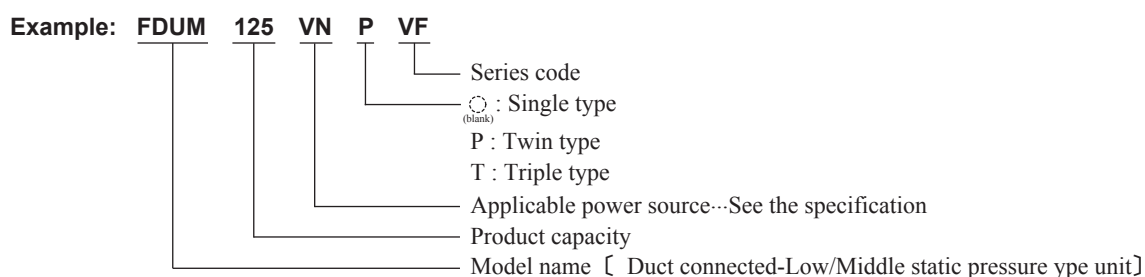 Example: FDUM 125 VN P VF
Series code
◌ : Single type
(blank)
P : Twin type
T : Triple type
Applicable power source···See the specification
Product capacity
Model name〔 Duct connected-Low/Middle static pressure ype unit〕